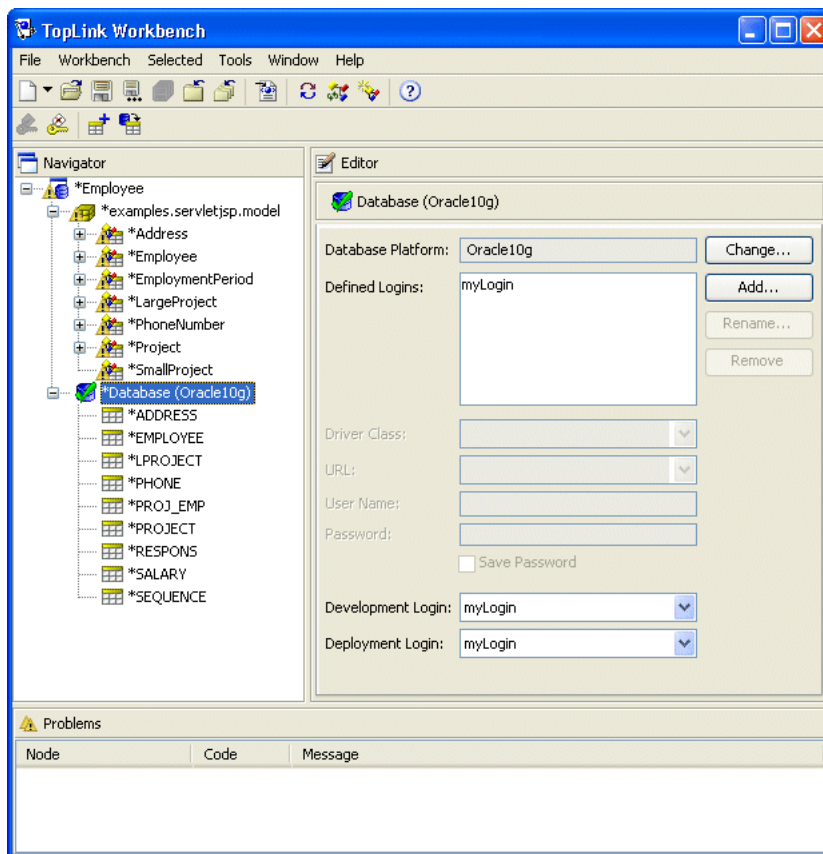 TopLink Workbench
File Workbench Selected Tools Window Help
Navigator
*Employee
*examples.servletjsp.model
*Address
*Employee
*EmploymentPeriod
*LargeProject
*PhoneNumber
*Project
*SmallProject
*Database (Oracle10g)
*ADDRESS
*EMPLOYEE
*LPROJECT
*PHONE
*PROJ_EMP
*PROJECT
*RESPONS
*SALARY
*SEQUENCE
Editor
Database (Oracle10g)
Database Platform: Oracle10g Change...
Defined Logins: myLogin Add...
Rename...
Remove
Driver Class:
URL:
User Name:
Password:
Save Password
Development Login: myLogin
Deployment Login: myLogin
Problems
Node Code Message